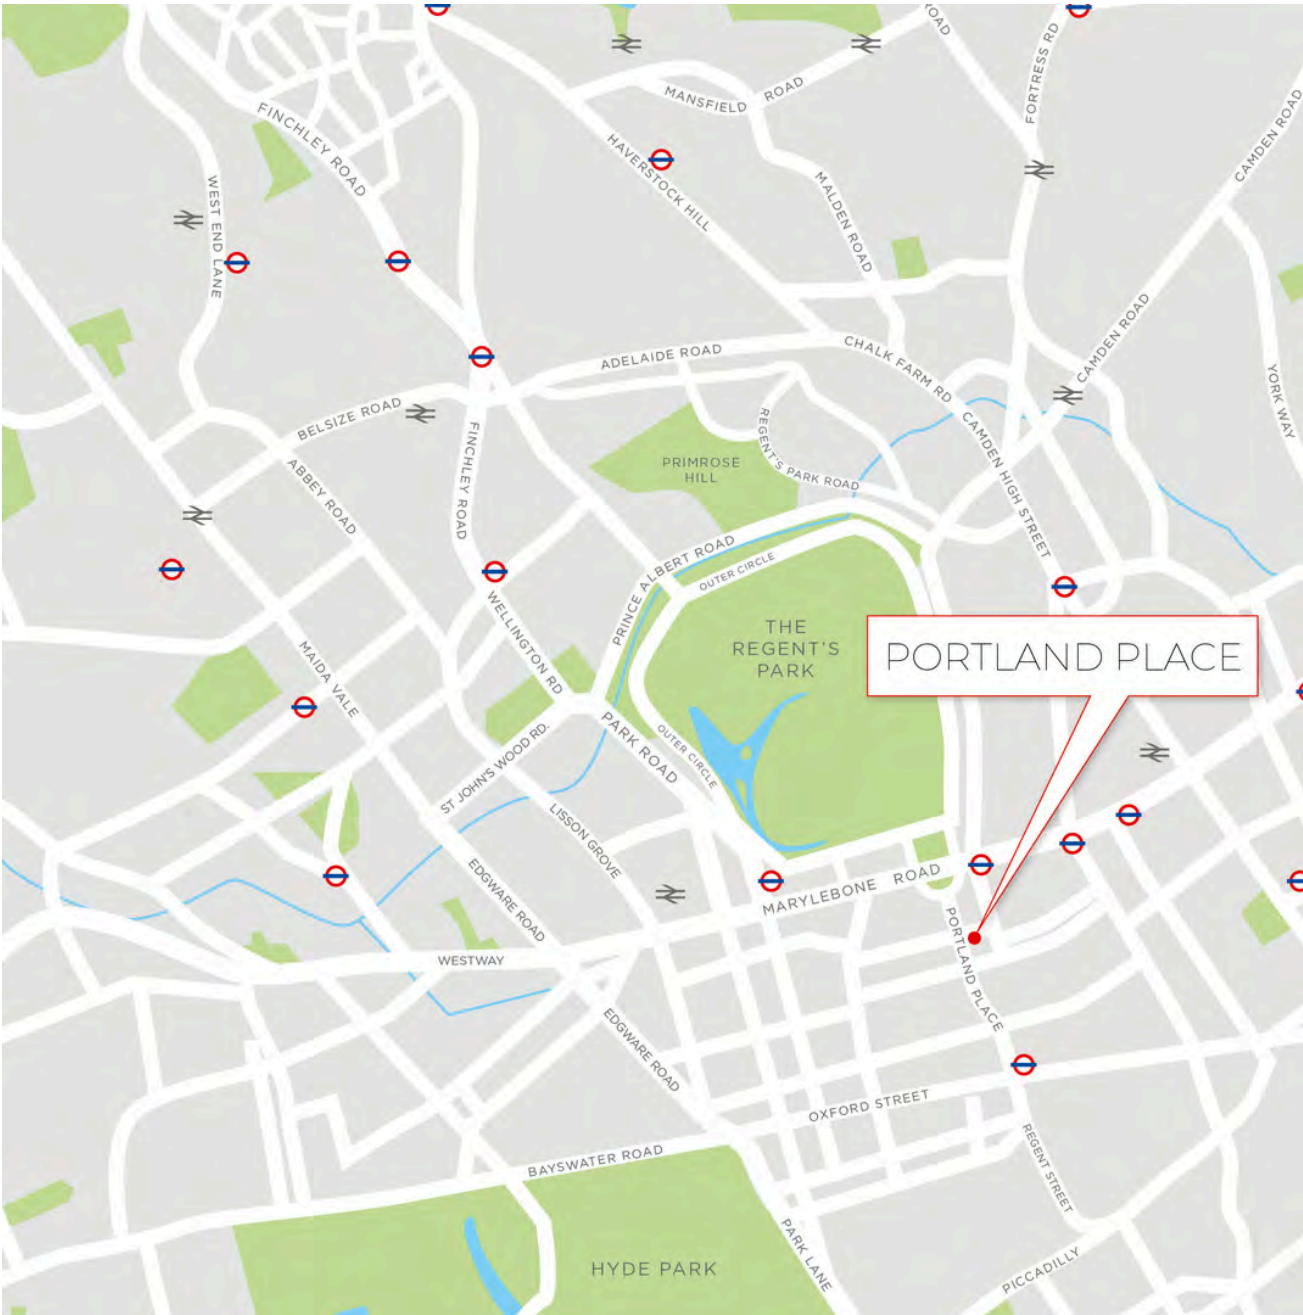 ROAD
FORTRESS RD
MANSFIELD ROAD
FINCHLEY ROAD
CAMDEN ROAD
HAVERSTOCK HILL
WEST END LANE
MALDEN ROAD
CAMDEN ROAD
ADELAIDE ROAD
CHALK FARM RD
YORK WAY
BELSIZE ROAD
REGENT'S PARK ROAD
CAMDEN HIGH STREET
FINCHLEY ROAD
PRIMROSE
HILL
ABBEY ROAD
PRINCE ALBERT ROAD
OUTER CIRCLE
WELLINGTON RD
THE
REGENT'S
PARK
PORTLAND PLACE
MAIDA VALE
PARK ROAD
OUTER CIRCLE
ST JOHN'S WOOD RD.
LISSON GROVE
EDGWARE ROAD
MARYLEBONE ROAD
PORTLAND PLACE
WESTWAY
EDGWARE ROAD
OXFORD STREET
BAYSWATER ROAD
REGENT STREET
PARK LANE
HYDE PARK
PICCADILLY